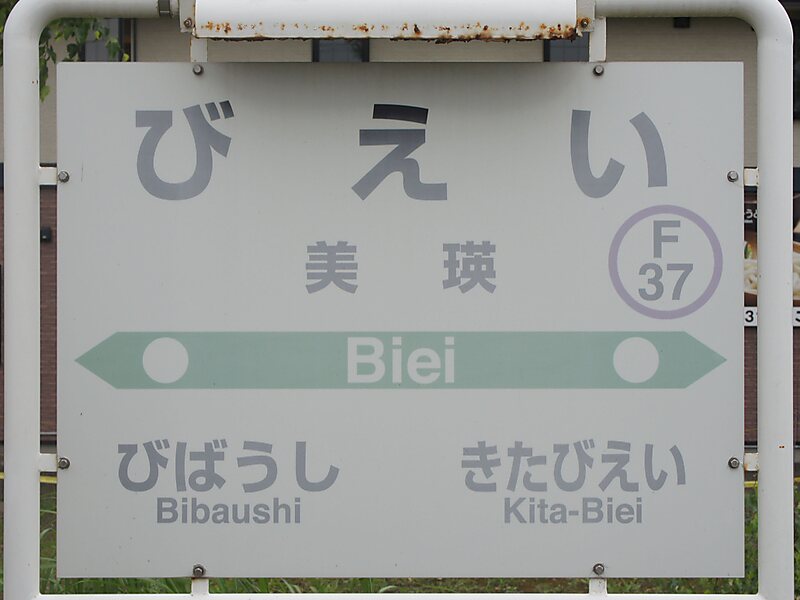 びえい
美瑛
F
37
Biei
びばうし
Bibaushi
きたびえい
Kita-Biei